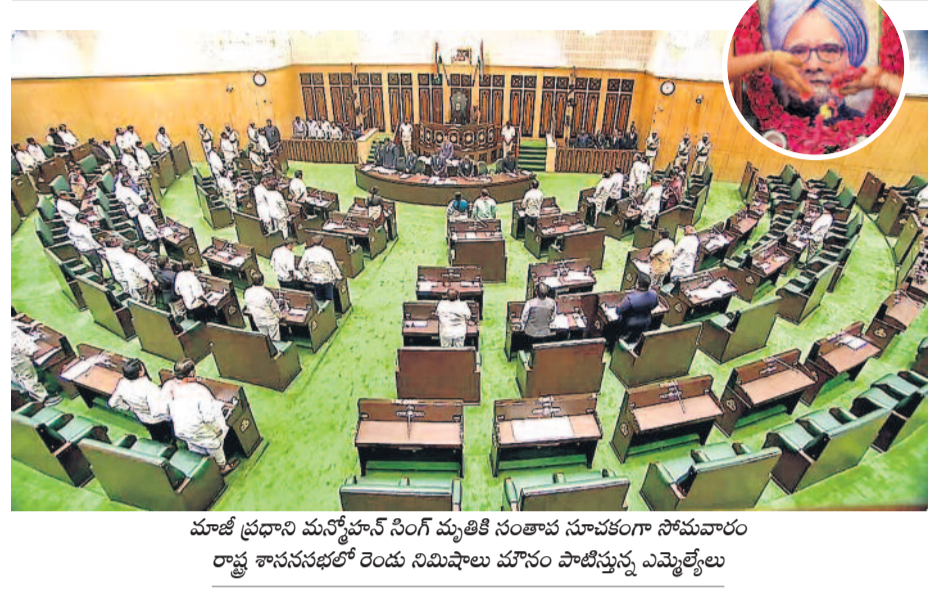 మాజీ ప్రధాని మన్మోహన్ సింగ్ మృతికి సంతాప సూచకంగా సోమవారం
రాష్ట్ర శాసనసభలో రెండు నిమిషాలు మౌనం పాటిస్తున్న ఎమ్మెల్యేలు